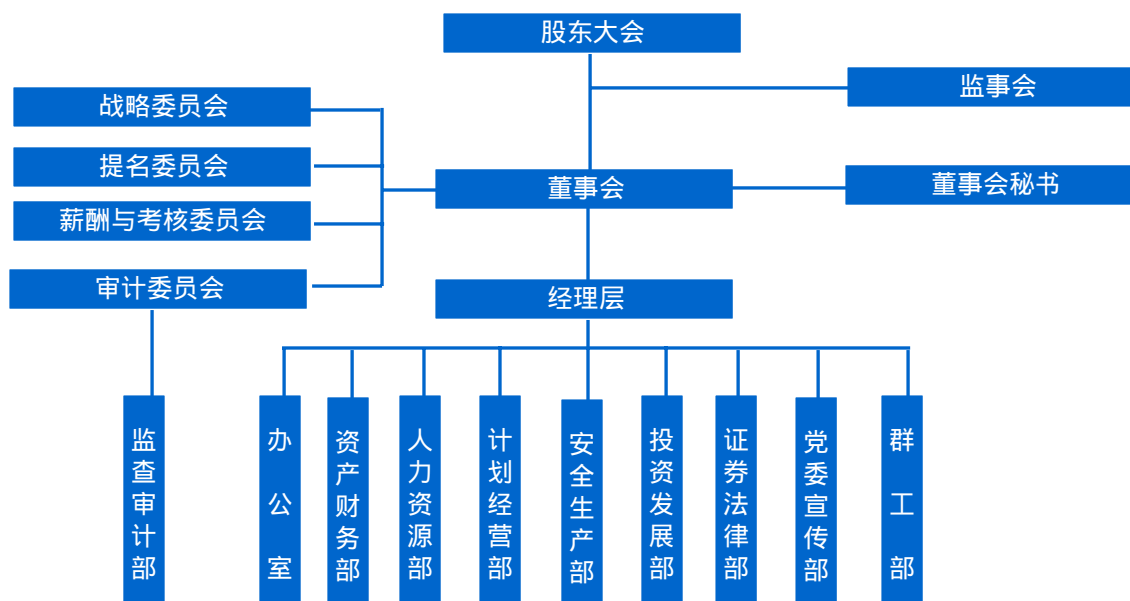 股东大会
监事会
战略委员会
提名委员会
董事会
董事会秘书
薪酬与考核委员会
审计委员会
经理层
监查审计部
办公室
资产财务部
人力资源部
计划经营部
安全生产部
投资发展部
证券法律部
党委宣传部
群工部